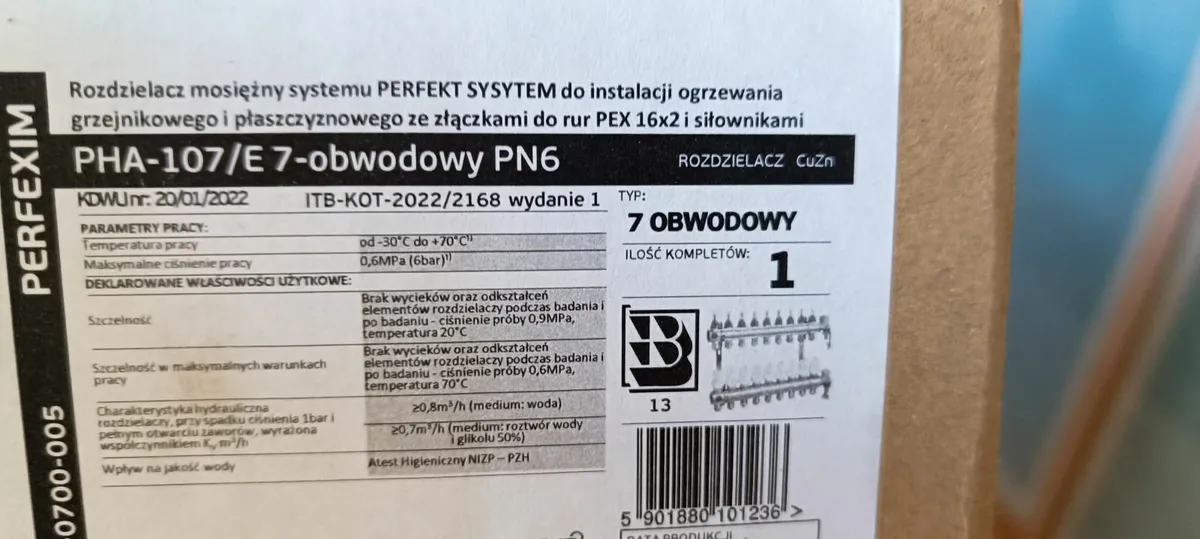 PERFEXIM
0700-005
Rozdzielacz mosiężny systemu PERFEKT SYSYTEM do instalacji ogrzewania
grzejnikowego i płaszczyznowego ze złączkami do rur PEX 16x2 i siłownikami
PHA-107/E 7-obwodowy PN6
ROZDZIELACZ CuZn
KDWU nr: 20/01/2022
ITB-KOT-2022/2168 wydanie 1
PARAMETRY PRACY:
Temperatura pracy
od -30°C do +70°C¹⁾
Maksymalne ciśnienie pracy
0,6MPa (6bar)¹⁾
DEKLAROWANE WŁAŚCIWOŚCI UŻYTKOWE:
Szczelność
Brak wycieków oraz odkształceń
elementów rozdzielaczy podczas badania i
po badaniu - ciśnienie próby 0,9MPa,
temperatura 20°C
Szczelność w maksymalnych warunkach
pracy
Brak wycieków oraz odkształceń
elementów rozdzielaczy podczas badania i
po badaniu - ciśnienie próby 0,6MPa,
temperatura 70°C
Charakterystyka hydrauliczna
rozdzielaczy, przy spadku ciśnienia 1bar i
pełnym otwarciu zaworów, wyrażona
współczynnikiem Kᵥ, m³/h
≥0,8m³/h (medium: woda)
≥0,7m³/h (medium: roztwór wody
i glikolu 50%)
Wpływ na jakość wody
Atest Higieniczny NIZP – PZH
TYP:
7 OBWODOWY
ILOŚĆ KOMPLETÓW:
1
13
5 901880 101236 >
DATA PRODUKCJI